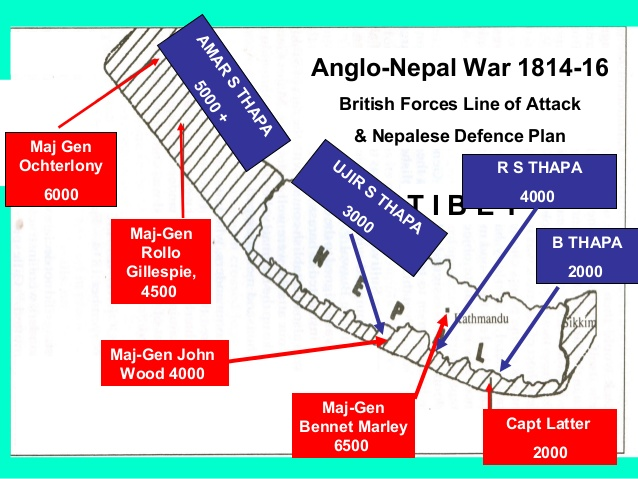 Anglo-Nepal War 1814-16
British Forces Line of Attack
& Nepalese Defence Plan
AMAR S THAPA
5000 +
Maj Gen
Ochterlony
6000
UJIR S THAPA
3000
R S THAPA
4000
TIBET
B THAPA
2000
Maj-Gen
Rollo
Gillespie,
4500
NEPAL
Kathmandu
Sikkim
Maj-Gen John
Wood 4000
Maj-Gen
Bennet Marley
6500
Capt Latter
2000